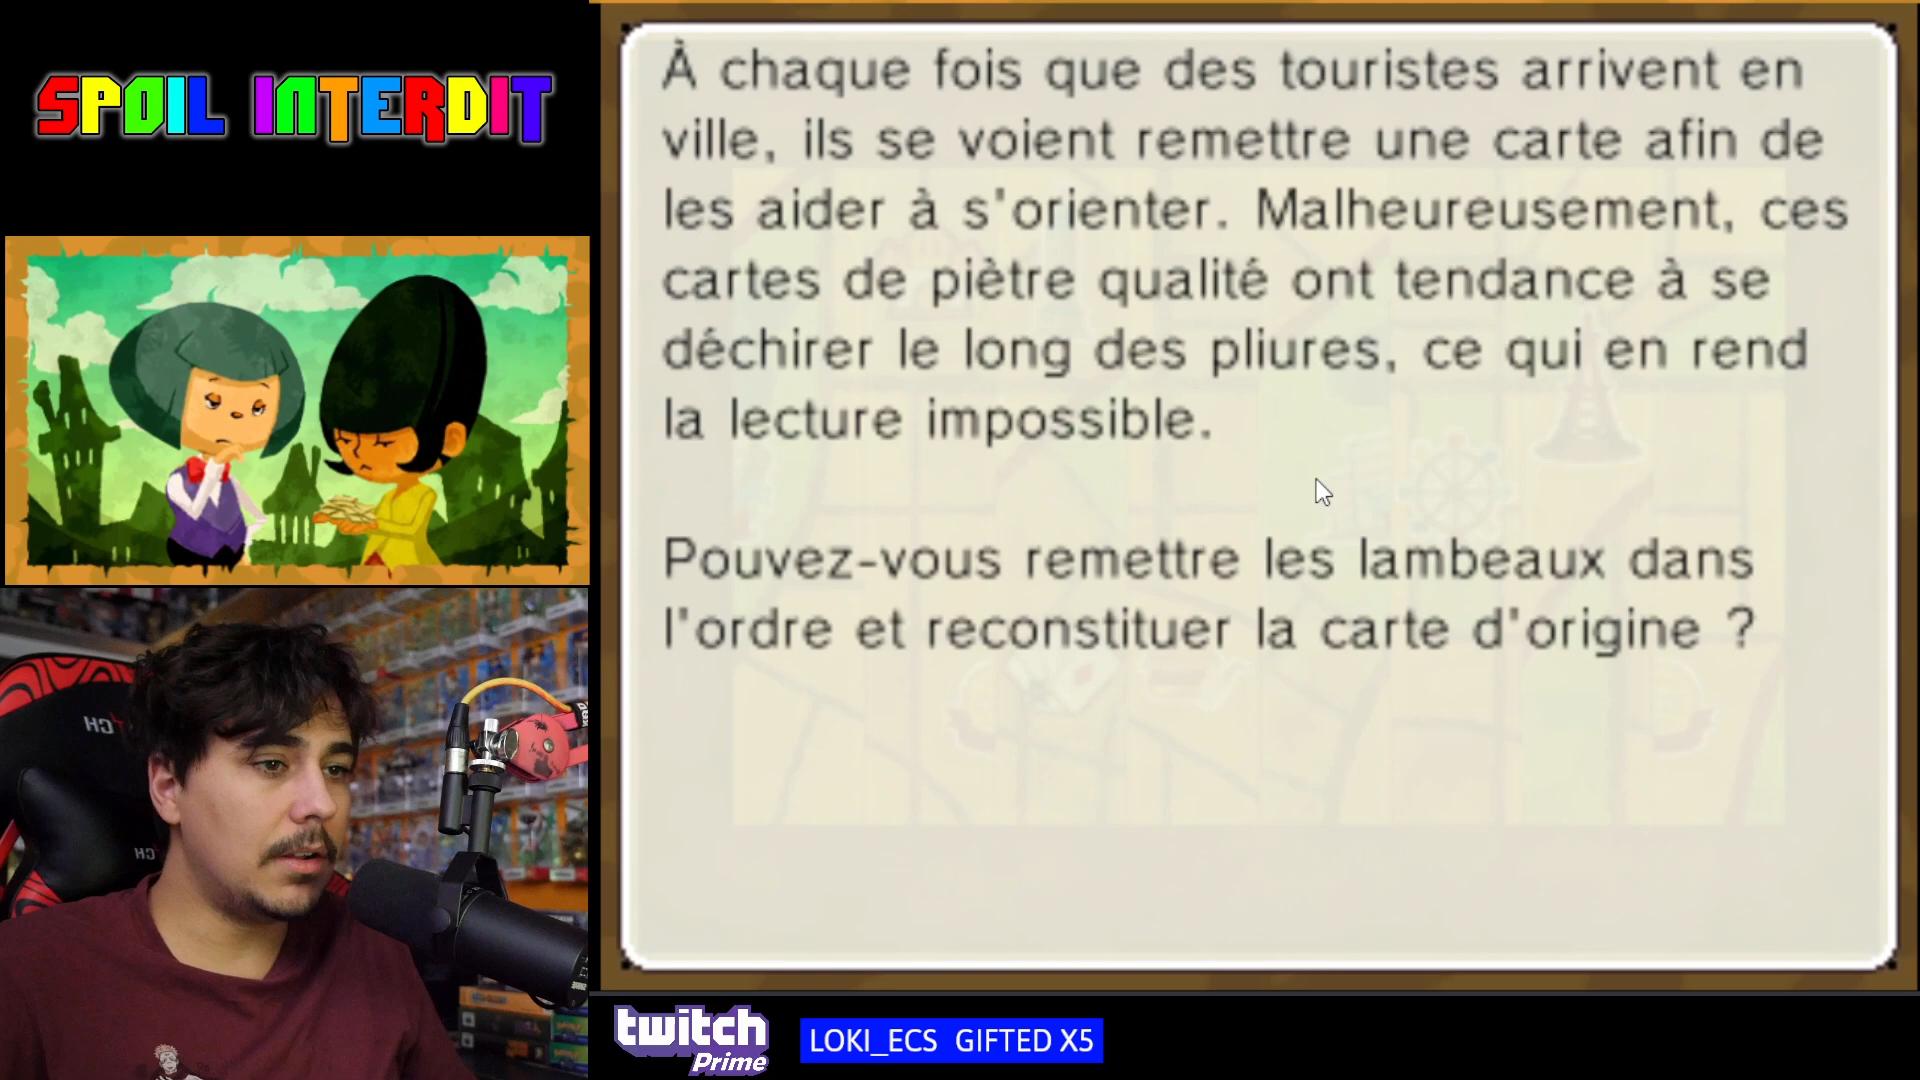 SPOIL INTERDIT
À chaque fois que des touristes arrivent en
ville, ils se voient remettre une carte afin de
les aider à s'orienter. Malheureusement, ces
cartes de piètre qualité ont tendance à se
déchirer le long des pliures, ce qui en rend
la lecture impossible.
Pouvez-vous remettre les lambeaux dans
l'ordre et reconstituer la carte d'origine ?
twitch
Prime
LOKI_ECS GIFTED X5